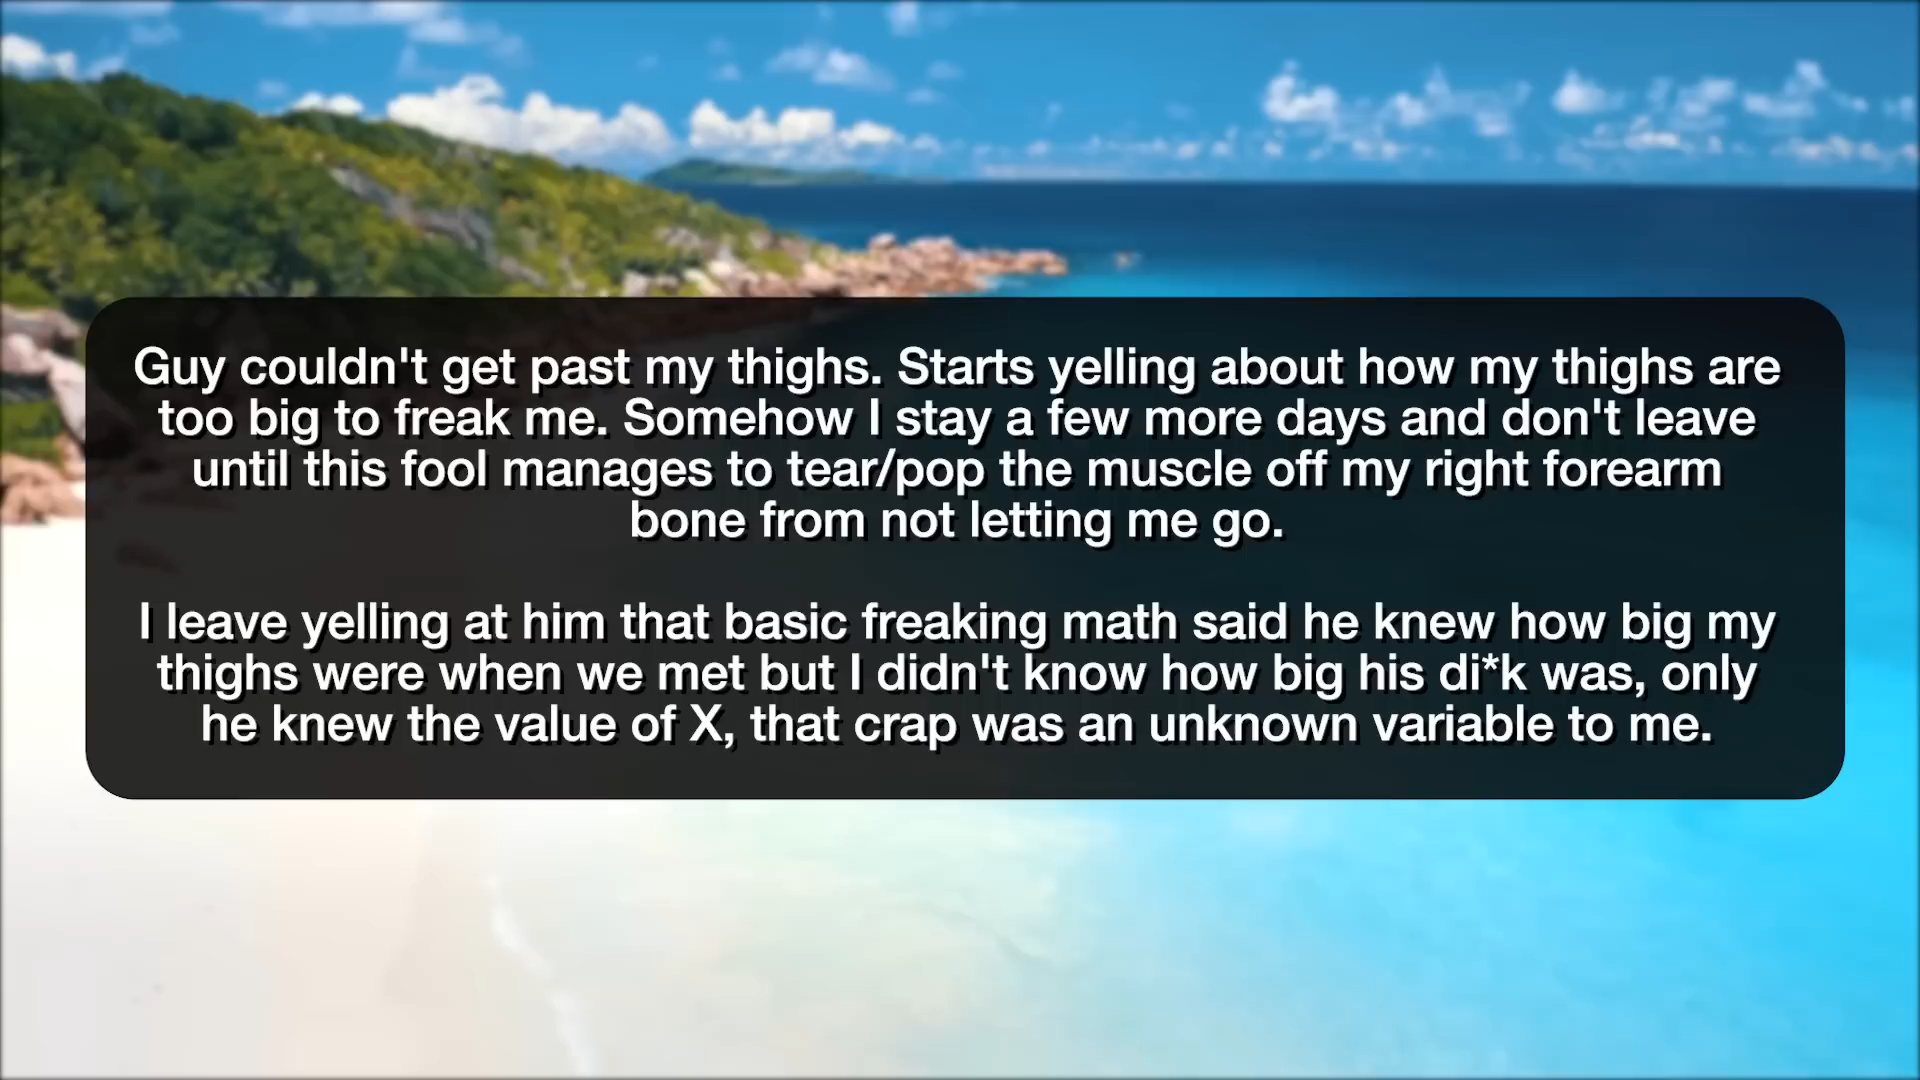 Guy couldn't get past my thighs. Starts yelling about how my thighs are
too big to freak me. Somehow I stay a few more days and don't leave
until this fool manages to tear/pop the muscle off my right forearm
bone from not letting me go.
I leave yelling at him that basic freaking math said he knew how big my
thighs were when we met but I didn't know how big his di*k was, only
he knew the value of X, that crap was an unknown variable to me.